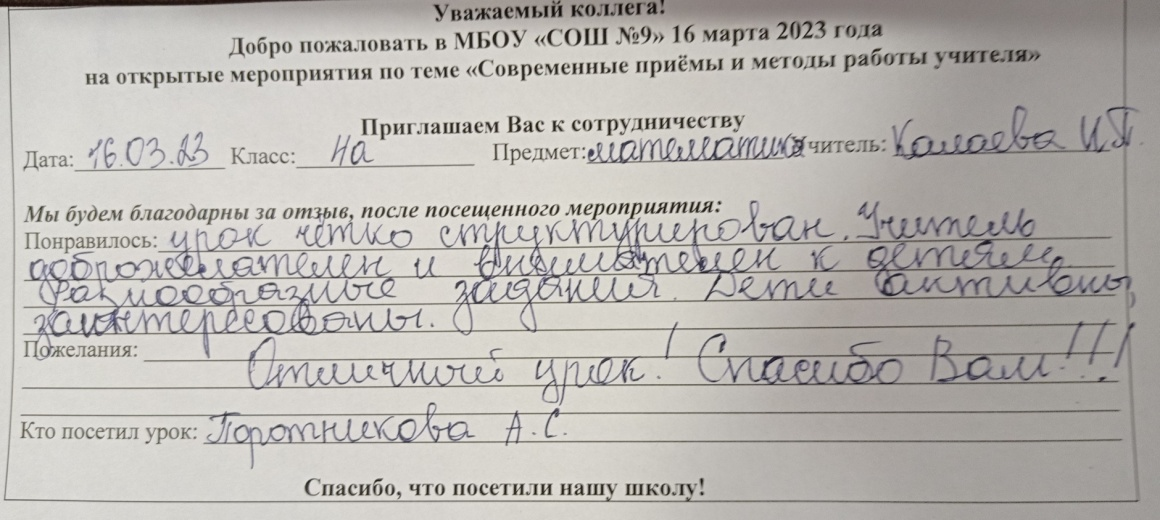 Уважаемый коллега!
Добро пожаловать в МБОУ «СОШ №9» 16 марта 2023 года
на открытые мероприятия по теме «Современные приёмы и методы работы учителя»
Приглашаем Вас к сотрудничеству
Дата: 16.03.23 Класс: 4а Предмет: математика учитель: Калаева И.П.
Мы будем благодарны за отзыв, после посещенного мероприятия:
Понравилось: урок чётко структурирован. Учитель
доброжелателен и внимателен к детям.
Разнообразные задания. Дети активны,
заинтересованы.
Пожелания:
Отличный урок! Спасибо Вам!!!
Кто посетил урок: Поротникова А.С.
Спасибо, что посетили нашу школу!